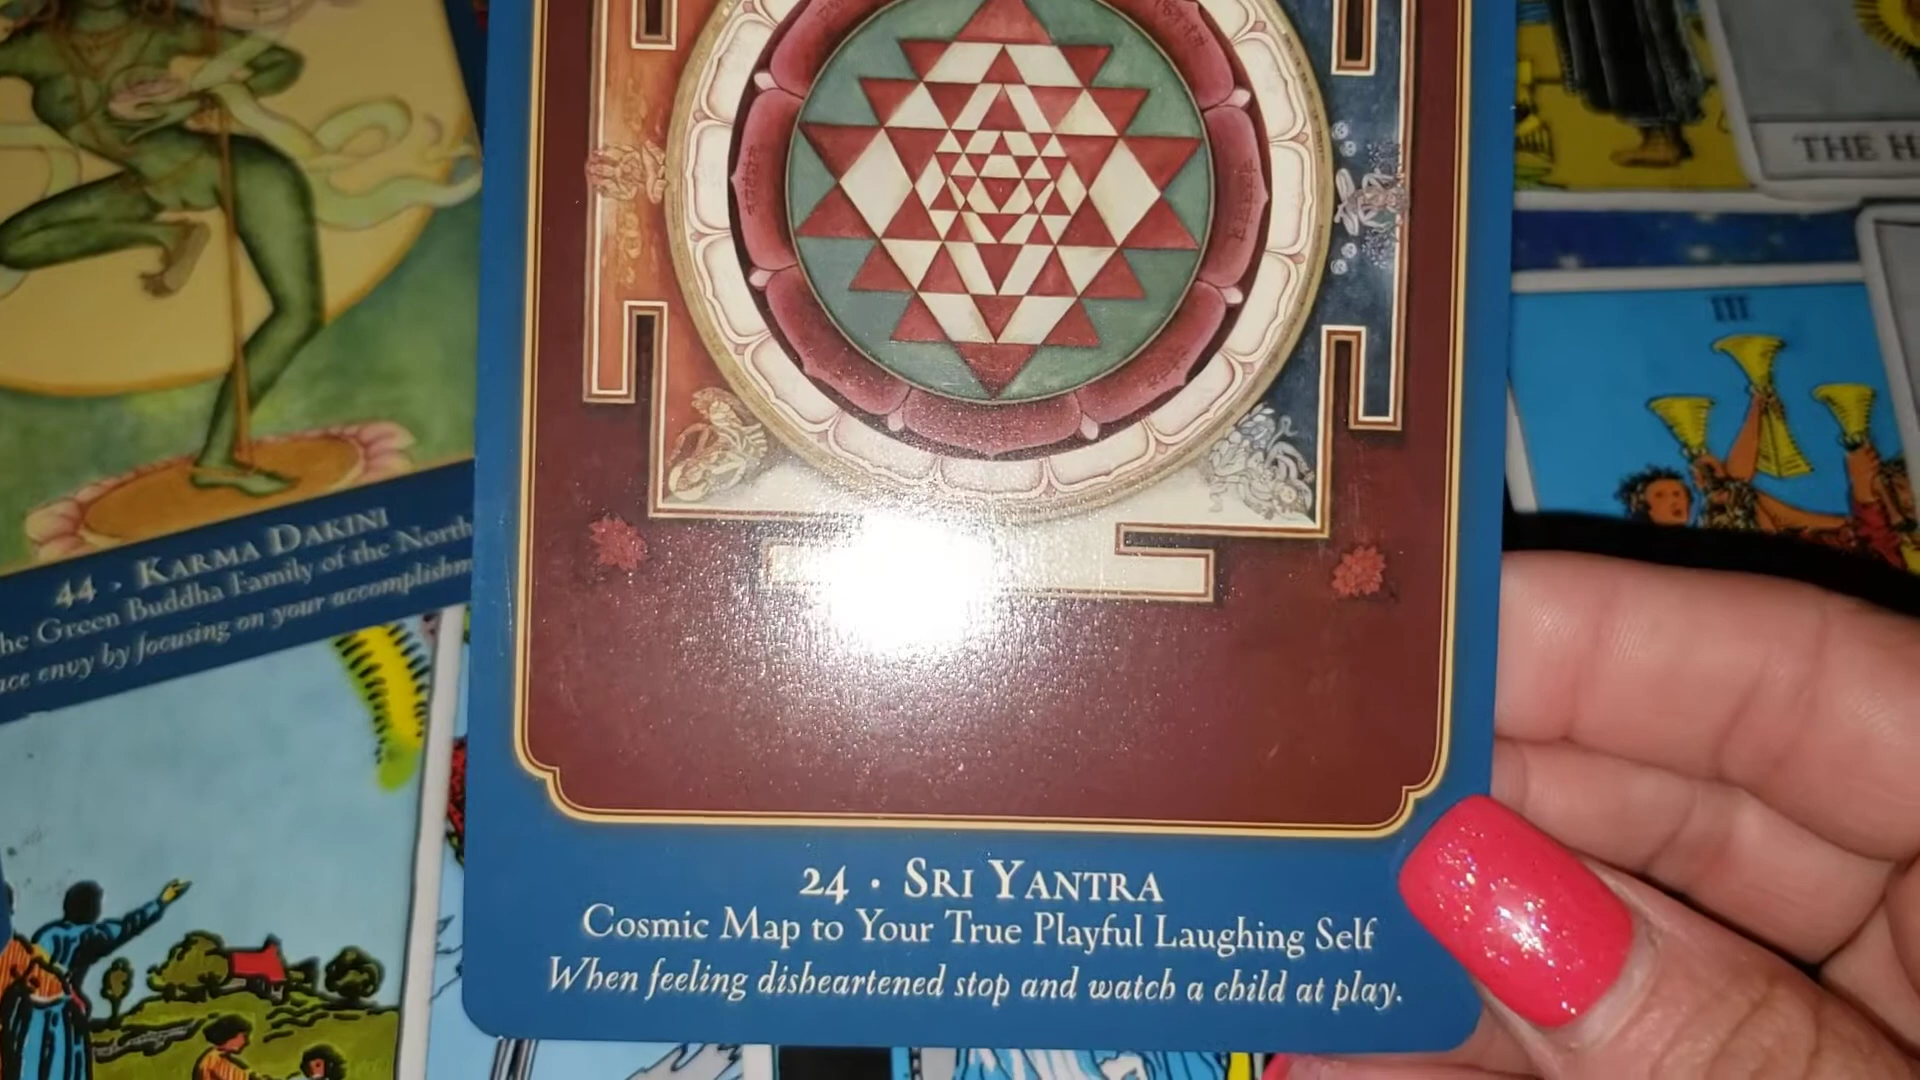 THE H
III
44 · KARMA DAKINI
he Green Buddha Family of the North
ace envy by focusing on your accomplishm
24 · SRI YANTRA
Cosmic Map to Your True Playful Laughing Self
When feeling disheartened stop and watch a child at play.